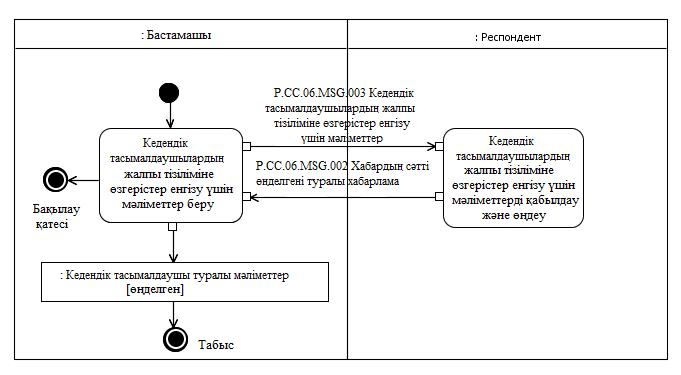 : Бастамашы
: Респондент
P.CC.06.MSG.003 Кедендік
тасымалдаушылардың жалпы
тізіліміне өзгерістер енгізу
үшін мәліметтер
Кедендік
тасымалдаушылардың
жалпы тізіліміне
өзгерістер енгізу үшін
мәліметтер беру
P.CC.06.MSG.002 Хабардың сәтті
өңделгені туралы хабарлама
Кедендік
тасымалдаушылардың
жалпы тізіліміне
өзгерістер енгізу үшін
мәліметтерді қабылдау
және өңдеу
Бақылау
қатесі
: Кедендік тасымалдаушы туралы мәліметтер
[өңделген]
Табыс